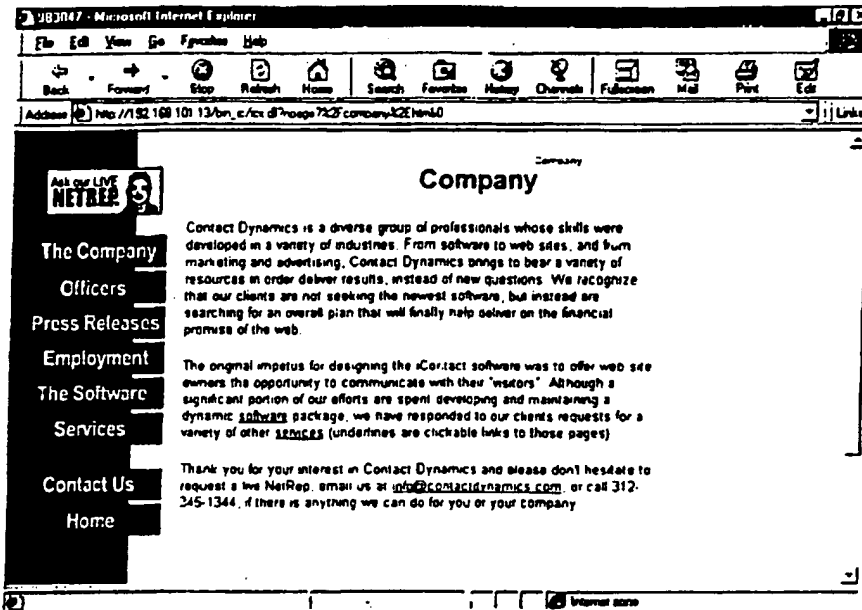 983047 - Microsoft Internet Explorer
File Edit View Go Favorites Help
Back Forward Stop Refresh Home Search Favorites History Channels Fullscreen Mail Print Edit
Address Links
Company
Ask our LIVE
NETREP
Company
Contact Dynamics is a diverse group of professionals whose skills were
developed in a variety of industries. From software to web sites, and from
marketing and advertising, Contact Dynamics brings to bear a variety of
resources in order deliver results, instead of new questions. We recognize
that our clients are not seeking the newest software, but instead are
searching for an overall plan that will finally help deliver on the financial
promise of the web.
The original impetus for designing the iContact software was to offer web site
owners the opportunity to communicate with their "visitors". Although a
significant portion of our efforts are spent developing and maintaining a
dynamic software package, we have responded to our clients requests for a
variety of other services (underlines are clickable links to those pages)
Thank you for your interest in Contact Dynamics and please don't hesitate to
request a live NetRep, email us at info@contactdynamics.com, or call 312-
345-1344, if there is anything we can do for you or your company
The Company
Officers
Press Releases
Employment
The Software
Services
Contact Us
Home
Internet zone